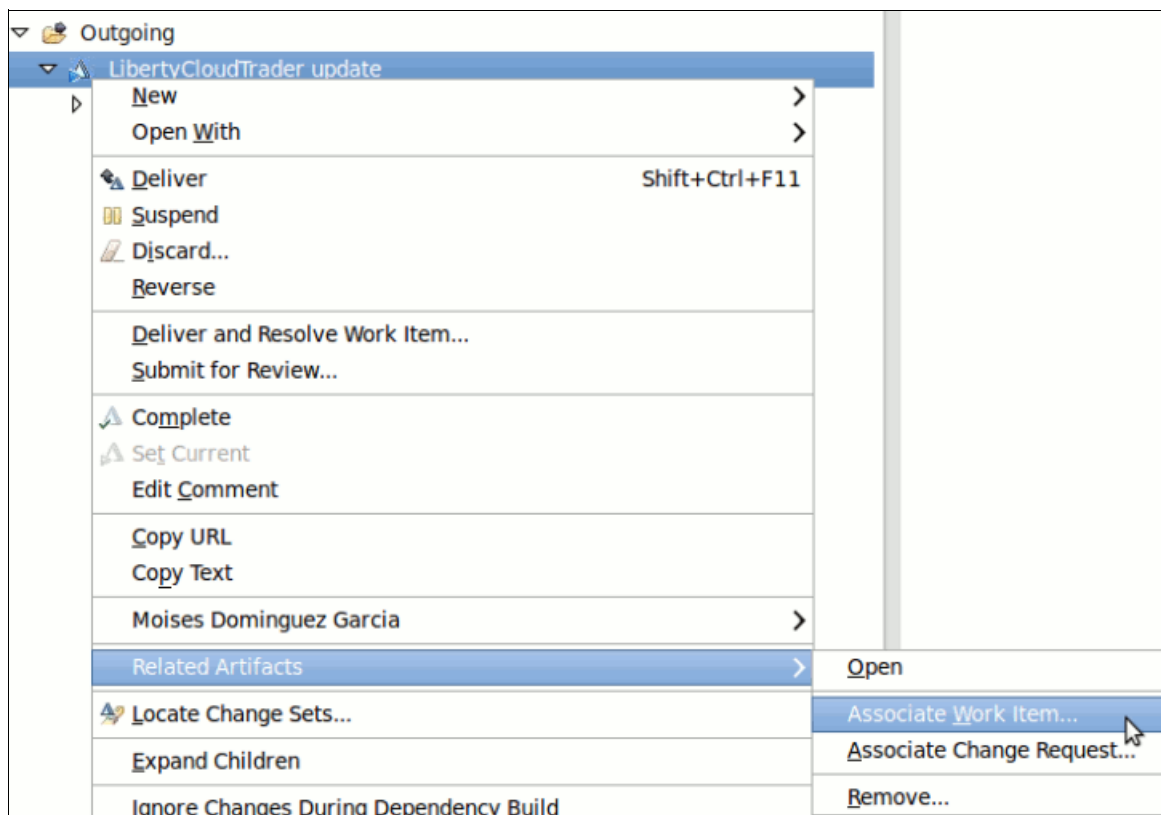 Outgoing
LibertyCloudTrader update
New
Open With
Deliver Shift+Ctrl+F11
Suspend
Discard...
Reverse
Deliver and Resolve Work Item...
Submit for Review...
Complete
Set Current
Edit Comment
Copy URL
Copy Text
Moises Dominguez Garcia
Related Artifacts
Open
Locate Change Sets...
Associate Work Item...
Associate Change Request...
Expand Children
Remove...
Ignore Changes During Dependency Build